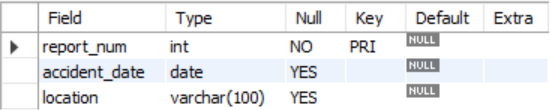 Field Type Null Key Default Extra
report_num int NO PRI NULL
accident_date date YES NULL
location varchar(100) YES NULL